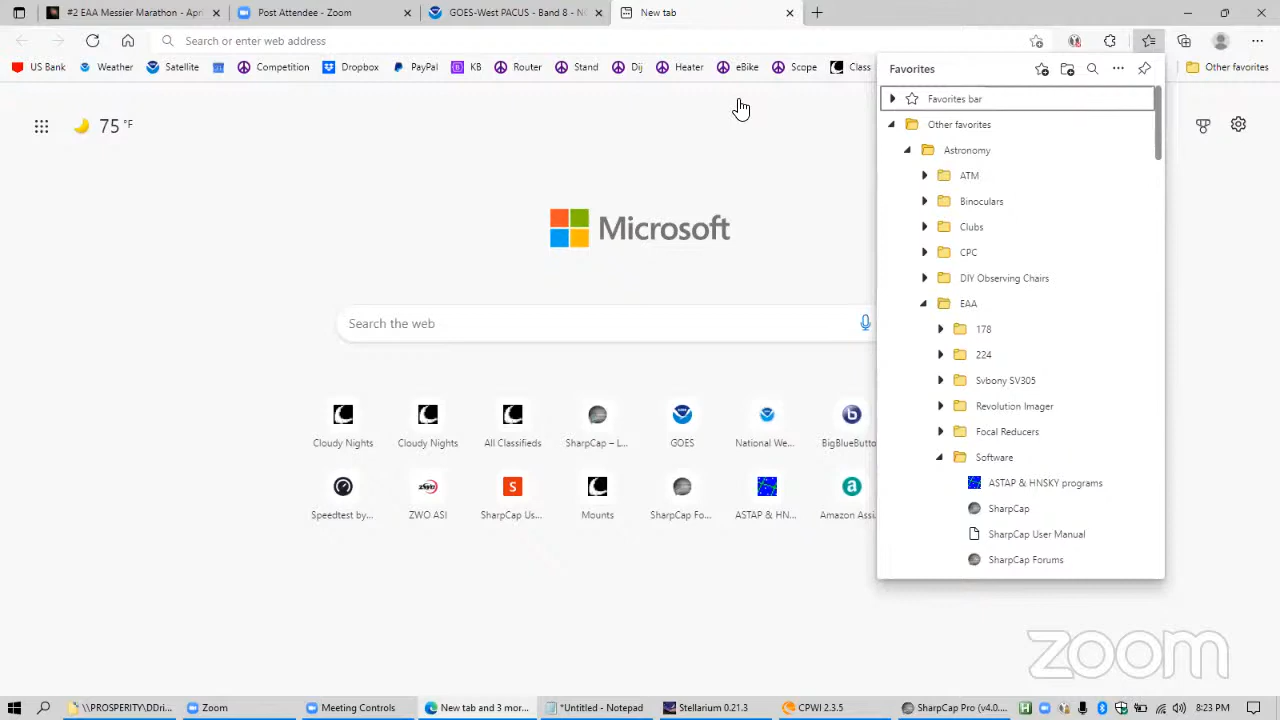 #2 EAA Messier Marathon - Apr
Post Attendee - Zoom
GOES-West PACUS - Band 8 - N
New tab
Search or enter web address
US Bank
Weather
Satellite
Competition
Dropbox
PayPal
KB
Router
Stand
Dij
Heater
eBike
Scope
Class
Other favorites
Favorites
Favorites bar
Other favorites
Astronomy
ATM
Binoculars
Clubs
CPC
DIY Observing Chairs
EAA
178
224
Svbony SV305
Revolution Imager
Focal Reducers
Software
ASTAP & HNSKY programs
SharpCap
SharpCap User Manual
SharpCap Forums
75 °F
Microsoft
Search the web
Cloudy Nights
Cloudy Nights
All Classifieds
SharpCap – L...
GOES
National We...
BigBlueButto
Speedtest by...
ZWO ASI
SharpCap Us...
Mounts
SharpCap Fo...
ASTAP & HN...
Amazon Assi
zoom
\\PROSPERITY\DDri...
Zoom
Meeting Controls
New tab and 3 mor...
*Untitled - Notepad
Stellarium 0.21.3
CPWI 2.3.5
SharpCap Pro (v4.0...
8:23 PM